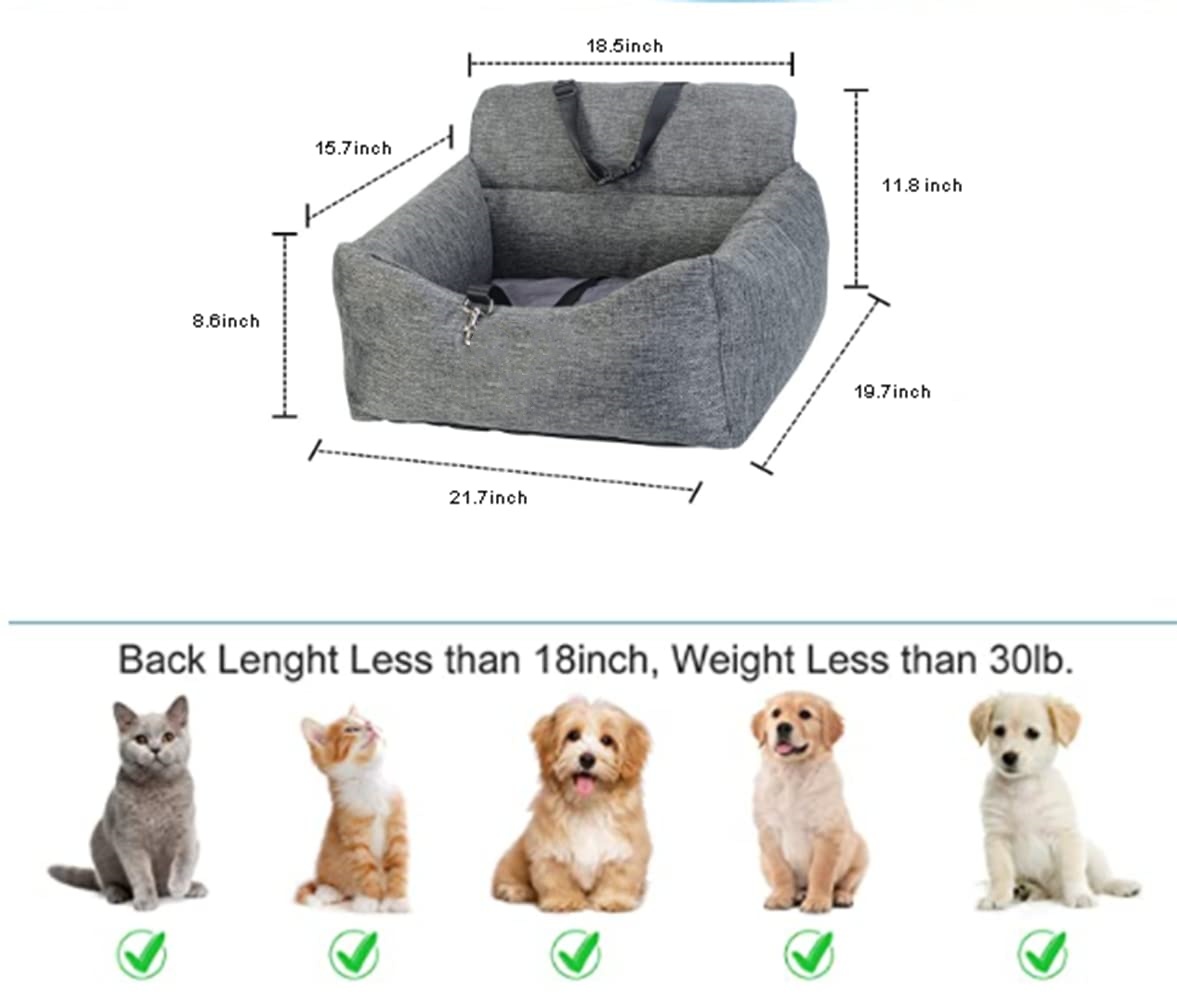 18.5inch
15.7inch
11.8 inch
8.6inch
19.7inch
21.7inch
Back Lenght Less than 18inch, Weight Less than 30lb.